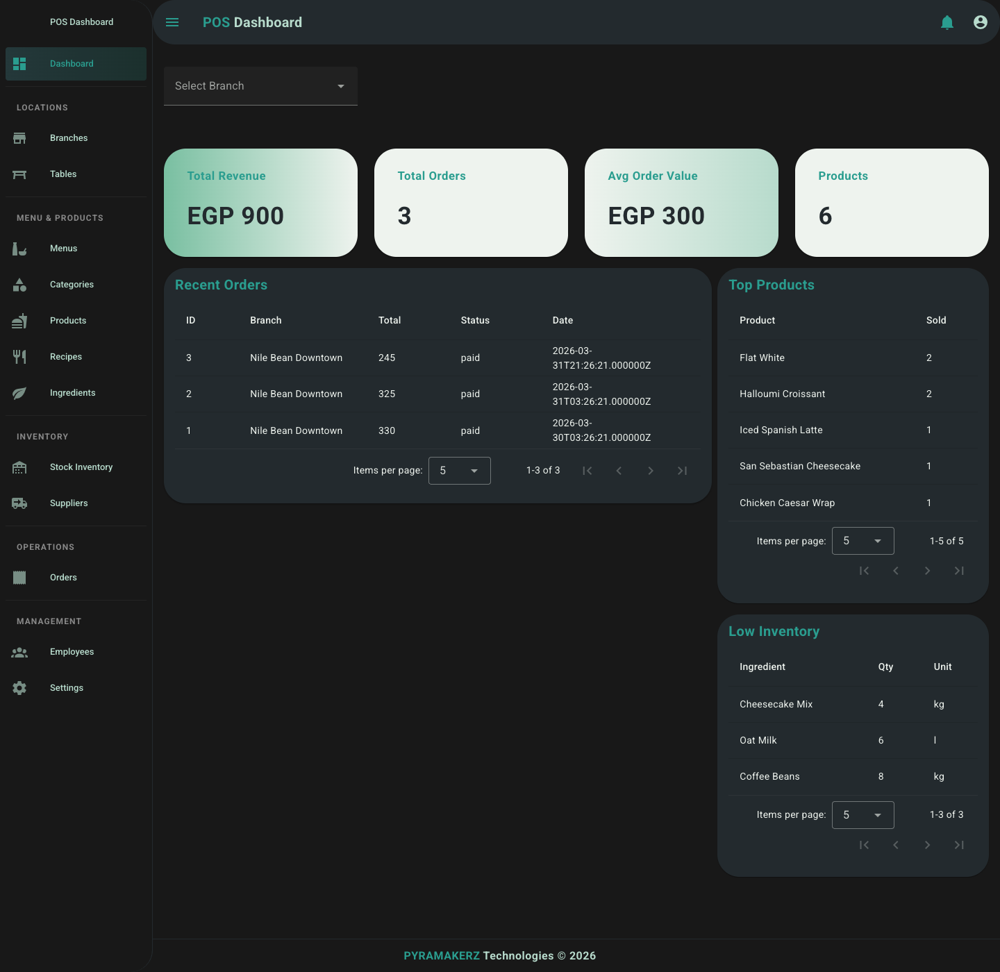 POS Dashboard
Dashboard
LOCATIONS
Branches
Tables
MENU & PRODUCTS
Menus
Categories
Products
Recipes
Ingredients
INVENTORY
Stock Inventory
Suppliers
OPERATIONS
Orders
MANAGEMENT
Employees
Settings
POS Dashboard
Select Branch
Total Revenue
EGP 900
Total Orders
3
Avg Order Value
EGP 300
Products
6
Recent Orders
ID Branch Total Status Date
3 Nile Bean Downtown 245 paid 2026-03-
31T21:26:21.000000Z
2 Nile Bean Downtown 325 paid 2026-03-
31T03:26:21.000000Z
1 Nile Bean Downtown 330 paid 2026-03-
30T03:26:21.000000Z
Items per page: 5 1-3 of 3
Top Products
Product Sold
Flat White 2
Halloumi Croissant 2
Iced Spanish Latte 1
San Sebastian Cheesecake 1
Chicken Caesar Wrap 1
Items per page: 5 1-5 of 5
Low Inventory
Ingredient Qty Unit
Cheesecake Mix 4 kg
Oat Milk 6 l
Coffee Beans 8 kg
Items per page: 5 1-3 of 3
PYRAMAKERZ Technologies © 2026